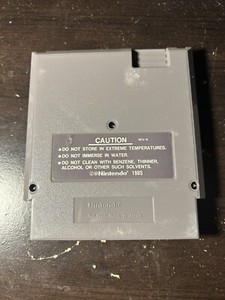 CAUTION
●DO NOT STORE IN EXTREME TEMPERATURES.
●DO NOT IMMERSE IN WATER.
●DO NOT CLEAN WITH BENZENE, THINNER,
ALCOHOL OR OTHER SUCH SOLVENTS.
©®Nintendo 1985
Nintendo